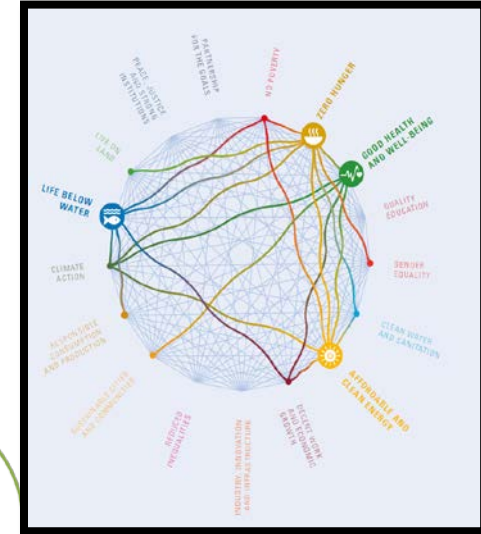 NO POVERTY
ZERO HUNGER
GOOD HEALTH
AND WELL-BEING
QUALITY
EDUCATION
GENDER
EQUALITY
CLEAN WATER
AND SANITATION
AFFORDABLE AND
CLEAN ENERGY
DECENT WORK
AND ECONOMIC
GROWTH
INDUSTRY, INNOVATION
AND INFRASTRUCTURE
REDUCED
INEQUALITIES
SUSTAINABLE CITIES
AND COMMUNITIES
RESPONSIBLE
CONSUMPTION
AND PRODUCTION
CLIMATE
ACTION
LIFE BELOW
WATER
LIFE ON
LAND
PEACE, JUSTICE
AND STRONG
INSTITUTIONS
PARTNERSHIP
FOR THE GOALS